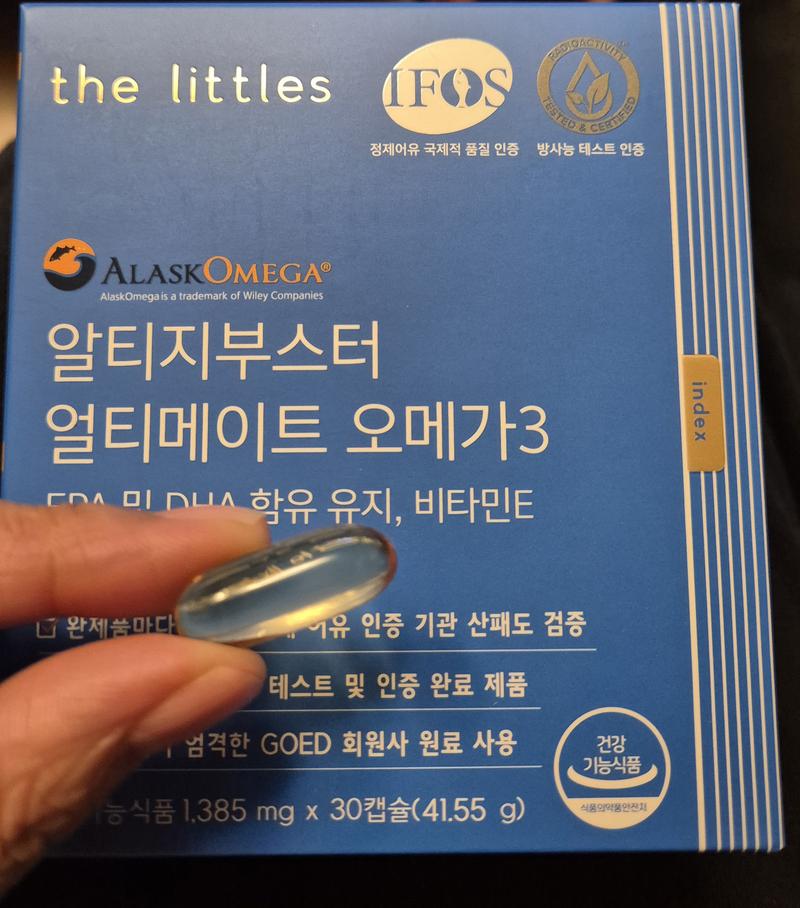 the littles
IFOS
정제어유 국제적 품질 인증
RADIOACTIVITY
TESTED & CERTIFIED
방사능 테스트 인증
ALASKOMEGA®
AlaskOmega is a trademark of Wiley Companies
알티지부스터
얼티메이트 오메가3
EPA 및 DHA 함유 유지, 비타민E
index
완제품마다 어유 인증 기관 산패도 검증
테스트 및 인증 완료 제품
엄격한 GOED 회원사 원료 사용
건강
기능식품
식품의약품안전처
기능식품 1,385 mg x 30캡슐(41.55 g)